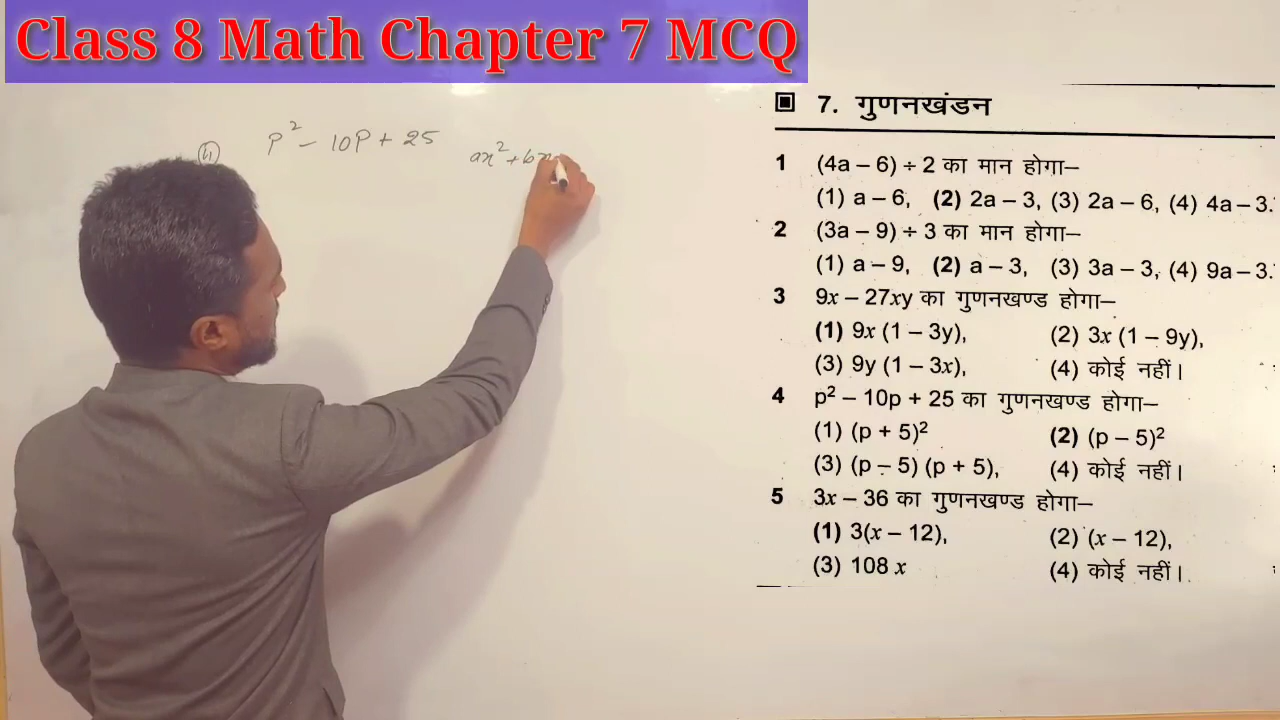 Class 8 Math Chapter 7 MCQ
(4) p² – 10p + 25
ax² + bx
▣ 7. गुणनखंडन
1 (4a – 6) ÷ 2 का मान होगा–
(1) a – 6, (2) 2a – 3, (3) 2a – 6, (4) 4a – 3.
2 (3a – 9) ÷ 3 का मान होगा–
(1) a – 9, (2) a – 3, (3) 3a – 3, (4) 9a – 3.
3 9x – 27xy का गुणनखण्ड होगा–
(1) 9x (1 – 3y), (2) 3x (1 – 9y),
(3) 9y (1 – 3x), (4) कोई नहीं।
4 p² – 10p + 25 का गुणनखण्ड होगा–
(1) (p + 5)² (2) (p – 5)²
(3) (p – 5) (p + 5), (4) कोई नहीं।
5 3x – 36 का गुणनखण्ड होगा–
(1) 3(x – 12), (2) (x – 12),
(3) 108 x (4) कोई नहीं।